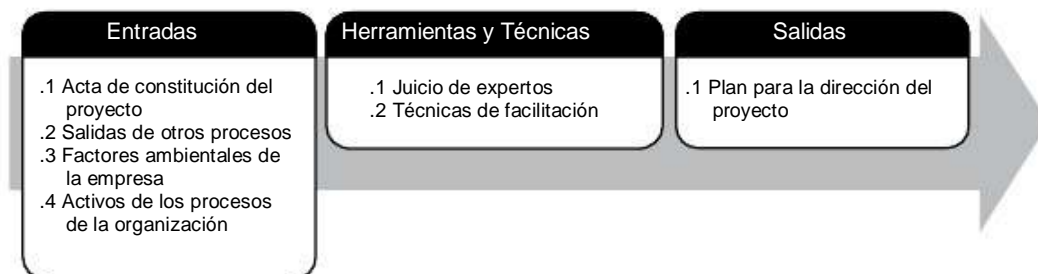 Entradas
.1 Acta de constitución del
proyecto
.2 Salidas de otros procesos
.3 Factores ambientales de
la empresa
.4 Activos de los procesos
de la organización
Herramientas y Técnicas
.1 Juicio de expertos
.2 Técnicas de facilitación
Salidas
.1 Plan para la dirección del
proyecto